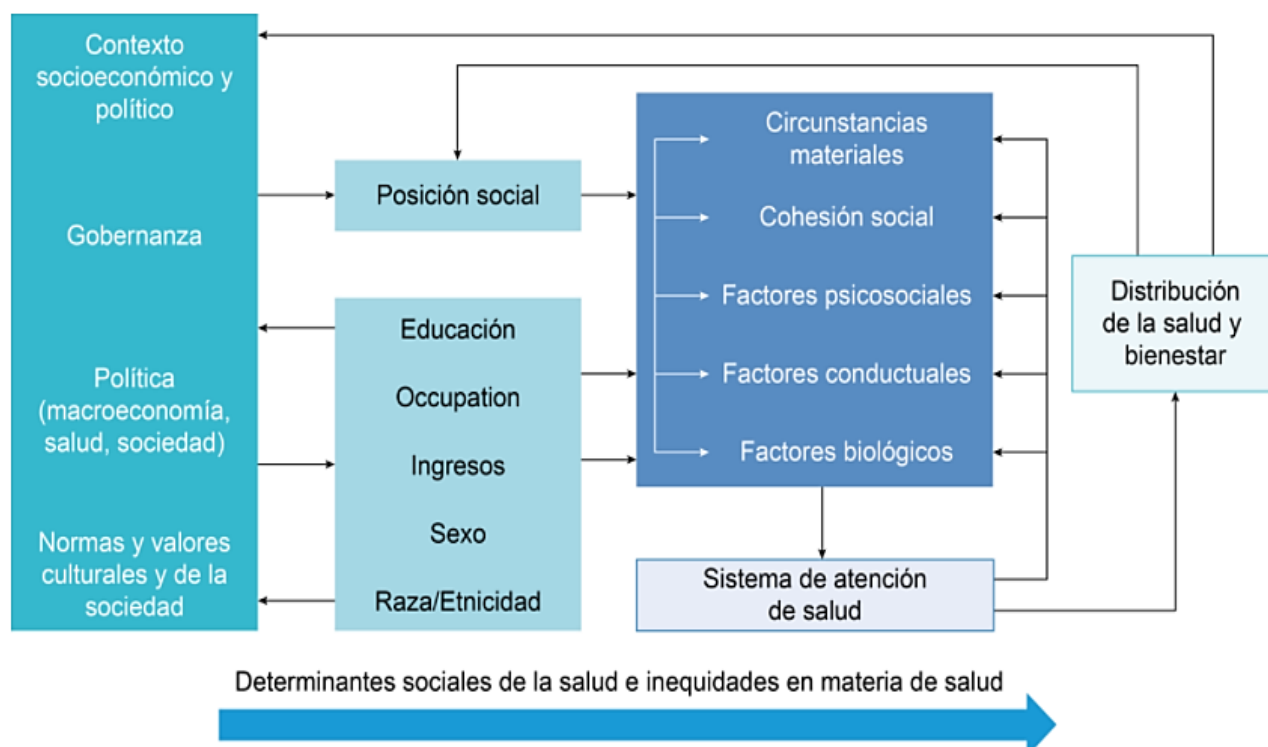 Contexto
socioeconómico y
político
Gobernanza
Política
(macroeconomía,
salud, sociedad)
Normas y valores
culturales y de la
sociedad
Posición social
Educación
Occupation
Ingresos
Sexo
Raza/Etnicidad
Circunstancias
materiales
Cohesión social
Factores psicosociales
Factores conductuales
Factores biológicos
Sistema de atención
de salud
Distribución
de la salud y
bienestar
Determinantes sociales de la salud e inequidades en materia de salud